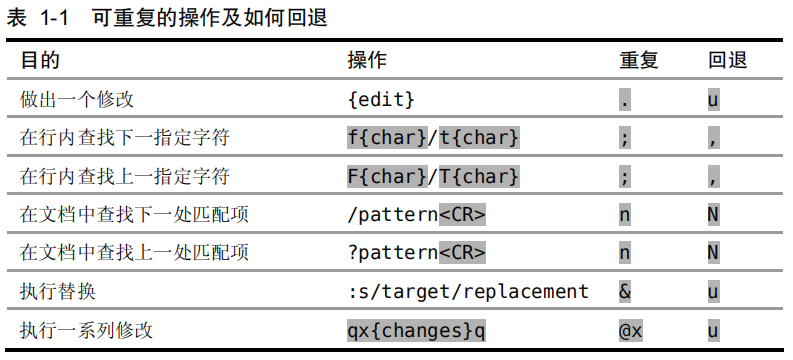 表 1-1 可重复的操作及如何回退
目的 操作 重复 回退
做出一个修改 {edit} . u
在行内查找下一指定字符 f{char}/t{char} ; ,
在行内查找上一指定字符 F{char}/T{char} ; ,
在文档中查找下一处匹配项 /pattern<CR> n N
在文档中查找上一处匹配项 ?pattern<CR> n N
执行替换 :s/target/replacement & u
执行一系列修改 qx{changes}q @x u